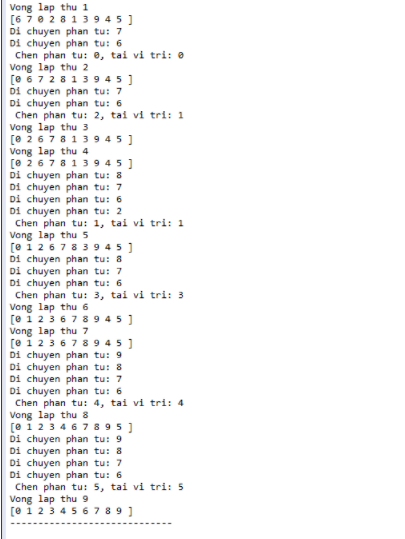 Vong lap thu 1
[6 7 0 2 8 1 3 9 4 5 ]
Di chuyen phan tu: 7
Di chuyen phan tu: 6
Chen phan tu: 0, tai vi tri: 0
Vong lap thu 2
[0 6 7 2 8 1 3 9 4 5 ]
Di chuyen phan tu: 7
Di chuyen phan tu: 6
Chen phan tu: 2, tai vi tri: 1
Vong lap thu 3
[0 2 6 7 8 1 3 9 4 5 ]
Vong lap thu 4
[0 2 6 7 8 1 3 9 4 5 ]
Di chuyen phan tu: 8
Di chuyen phan tu: 7
Di chuyen phan tu: 6
Di chuyen phan tu: 2
Chen phan tu: 1, tai vi tri: 1
Vong lap thu 5
[0 1 2 6 7 8 3 9 4 5 ]
Di chuyen phan tu: 8
Di chuyen phan tu: 7
Di chuyen phan tu: 6
Chen phan tu: 3, tai vi tri: 3
Vong lap thu 6
[0 1 2 3 6 7 8 9 4 5 ]
Vong lap thu 7
[0 1 2 3 6 7 8 9 4 5 ]
Di chuyen phan tu: 9
Di chuyen phan tu: 8
Di chuyen phan tu: 7
Di chuyen phan tu: 6
Chen phan tu: 4, tai vi tri: 4
Vong lap thu 8
[0 1 2 3 4 6 7 8 9 5 ]
Di chuyen phan tu: 9
Di chuyen phan tu: 8
Di chuyen phan tu: 7
Di chuyen phan tu: 6
Chen phan tu: 5, tai vi tri: 5
Vong lap thu 9
[0 1 2 3 4 5 6 7 8 9 ]
----------------------------